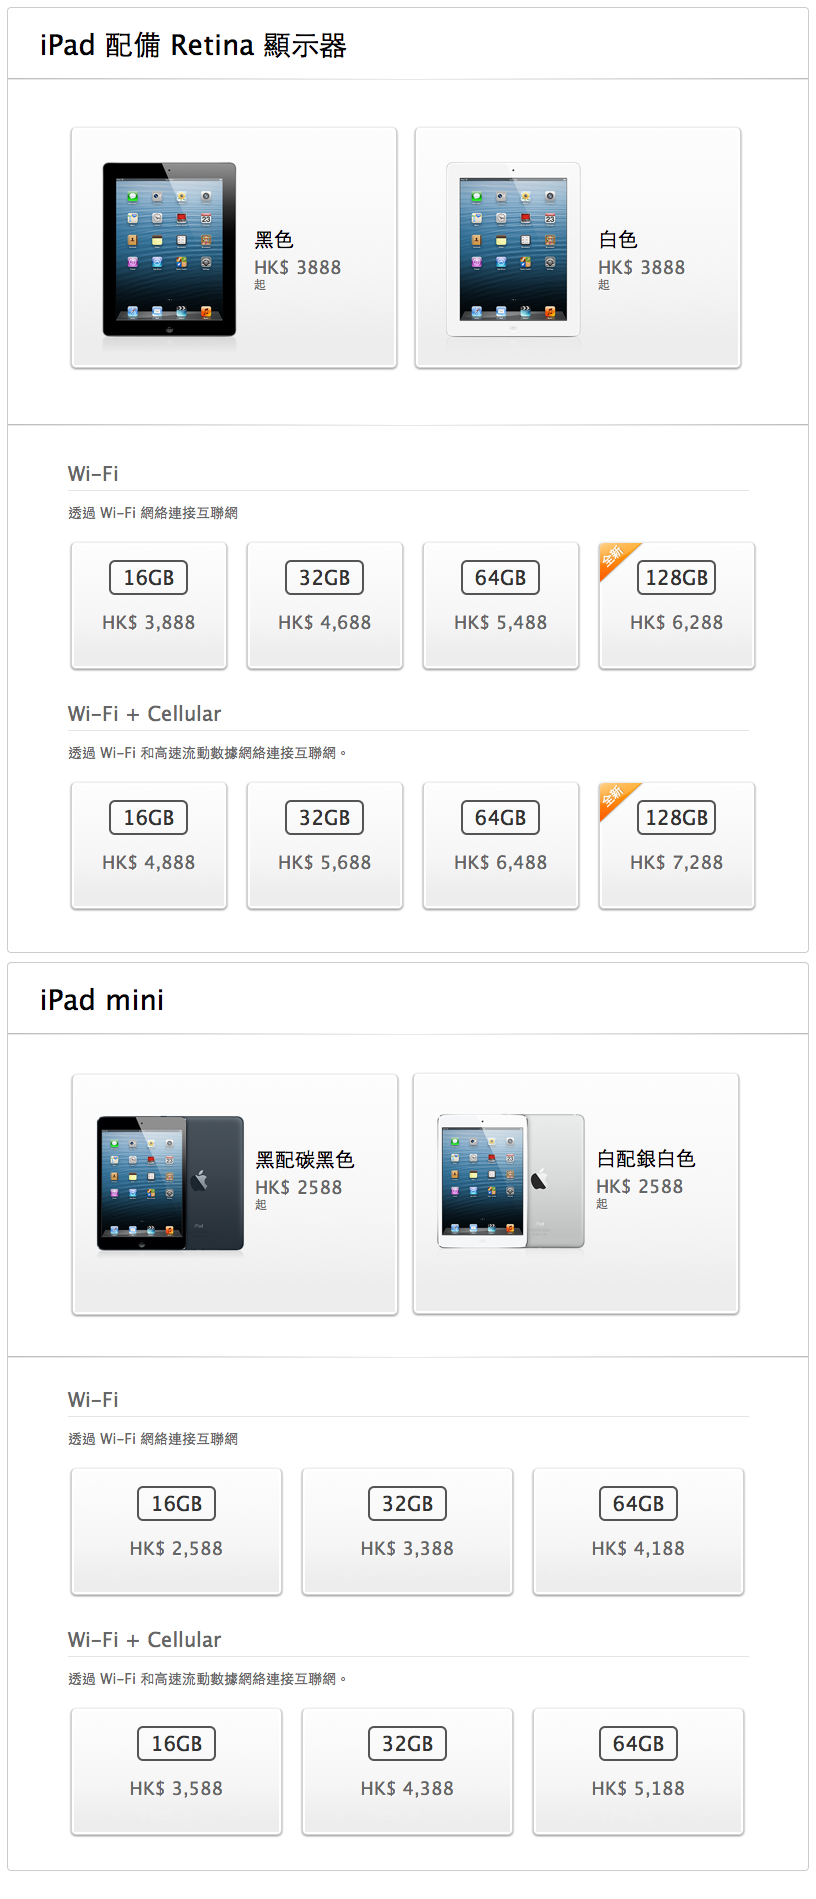 iPad 配備 Retina 顯示器
黑色
HK$ 3888
起
白色
HK$ 3888
起
Wi-Fi
透過 Wi-Fi 網絡連接互聯網
16GB
32GB
64GB
全新
128GB
HK$ 3,888
HK$ 4,688
HK$ 5,488
HK$ 6,288
Wi-Fi + Cellular
透過 Wi-Fi 和高速流動數據網絡連接互聯網。
16GB
32GB
64GB
全新
128GB
HK$ 4,888
HK$ 5,688
HK$ 6,488
HK$ 7,288
iPad mini
黑配碳黑色
HK$ 2588
起
白配銀白色
HK$ 2588
起
Wi-Fi
透過 Wi-Fi 網絡連接互聯網
16GB
32GB
64GB
HK$ 2,588
HK$ 3,388
HK$ 4,188
Wi-Fi + Cellular
透過 Wi-Fi 和高速流動數據網絡連接互聯網。
16GB
32GB
64GB
HK$ 3,588
HK$ 4,388
HK$ 5,188